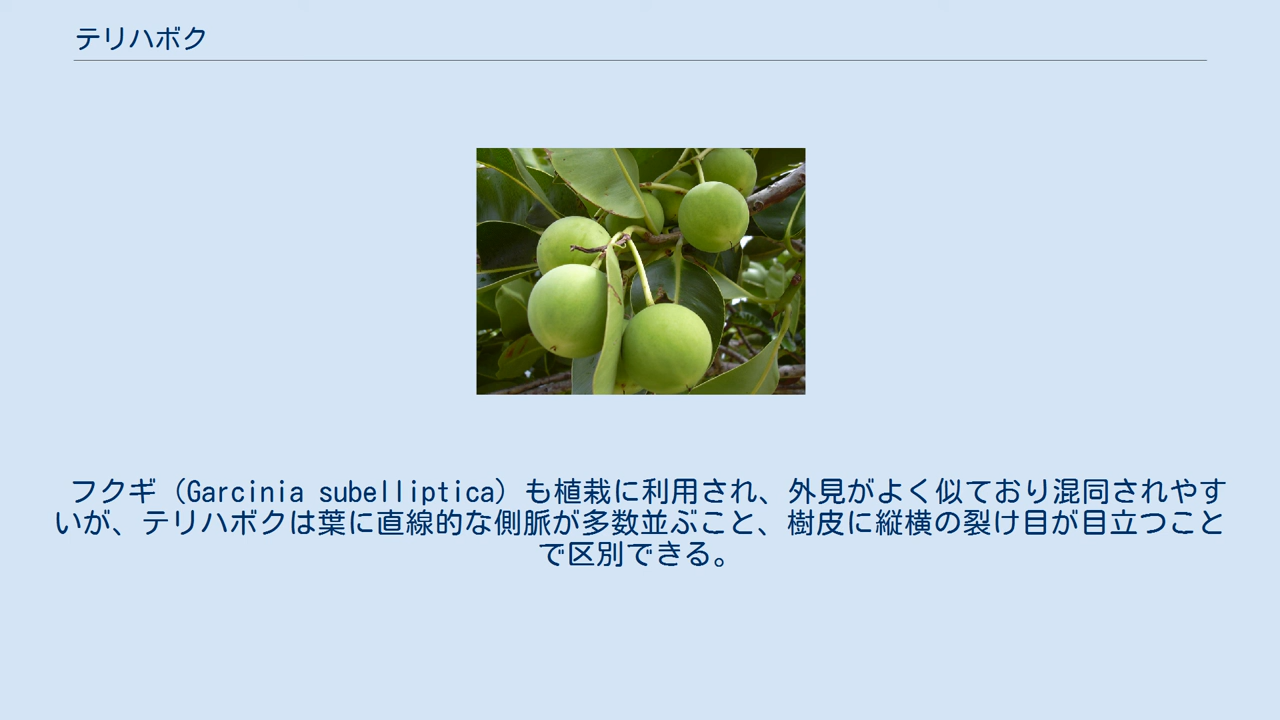 テリハボク
フクギ（Garcinia subelliptica）も植栽に利用され、外見がよく似ており混同されやす
いが、テリハボクは葉に直線的な側脈が多数並ぶこと、樹皮に縦横の裂け目が目立つこと
で区別できる。